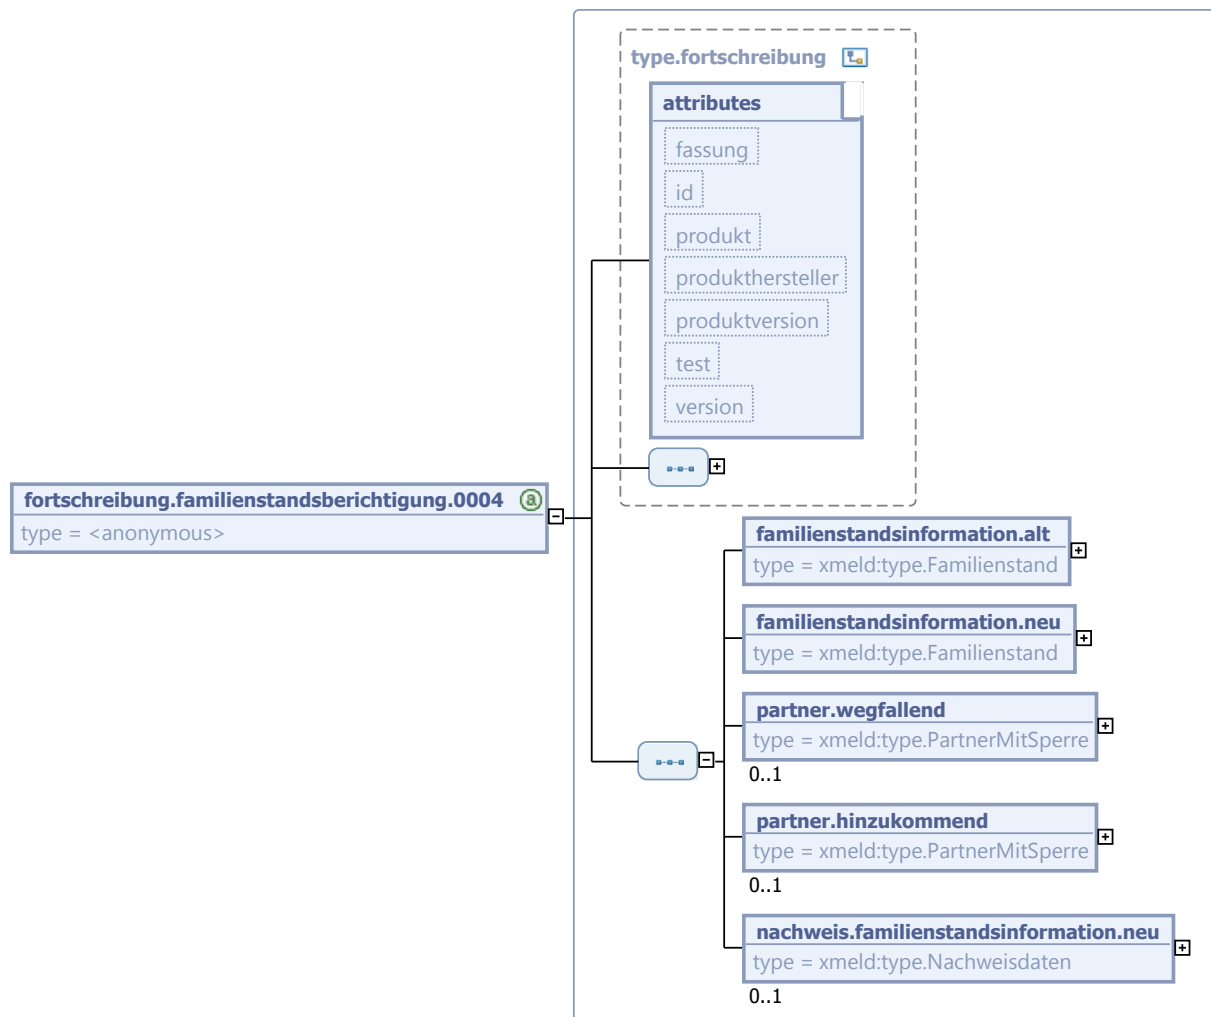 type.fortschreibung
attributes
fassung
id
produkt
produkthersteller
produktversion
test
version
fortschreibung.familienstandsberichtigung.0004 @
type = <anonymous>
familienstandsinformation.alt
type = xmeld:type.Familienstand
familienstandsinformation.neu
type = xmeld:type.Familienstand
partner.wegfallend
type = xmeld:type.PartnerMitSperre
0..1
partner.hinzukommend
type = xmeld:type.PartnerMitSperre
0..1
nachweis.familienstandsinformation.neu
type = xmeld:type.Nachweisdaten
0..1